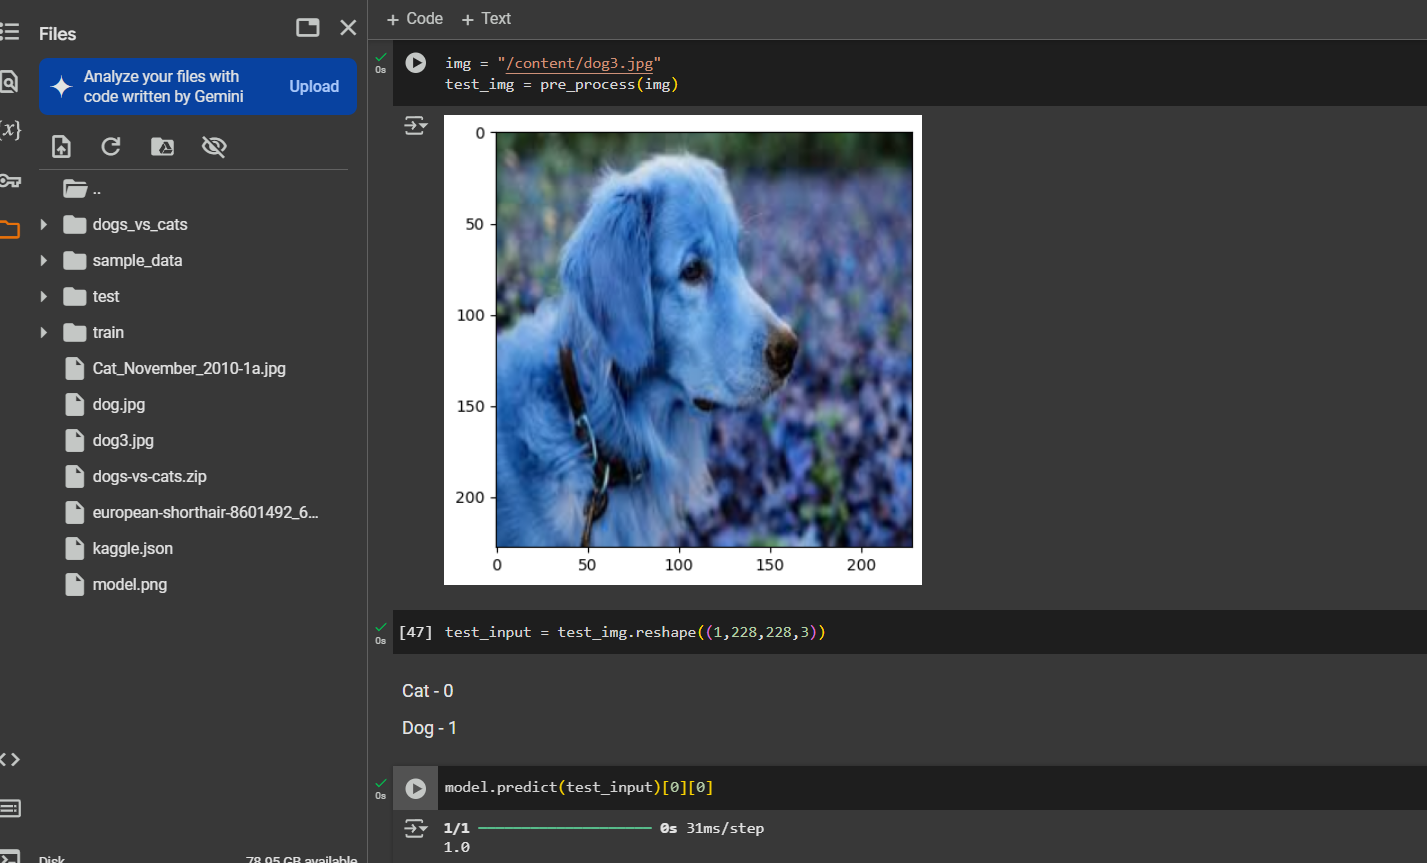 Files
Analyze your files with
code written by Gemini
Upload
{x}
..
dogs_vs_cats
sample_data
test
train
Cat_November_2010-1a.jpg
dog.jpg
dog3.jpg
dogs-vs-cats.zip
european-shorthair-8601492_6...
kaggle.json
model.png
Disk
78.95 GB available
+ Code + Text
0s
img = "/content/dog3.jpg"
test_img = pre_process(img)
0
50
100
150
200
0 50 100 150 200
0s
[47] test_input = test_img.reshape((1,228,228,3))
Cat - 0
Dog - 1
0s
model.predict(test_input)[0][0]
1/1 0s 31ms/step
1.0